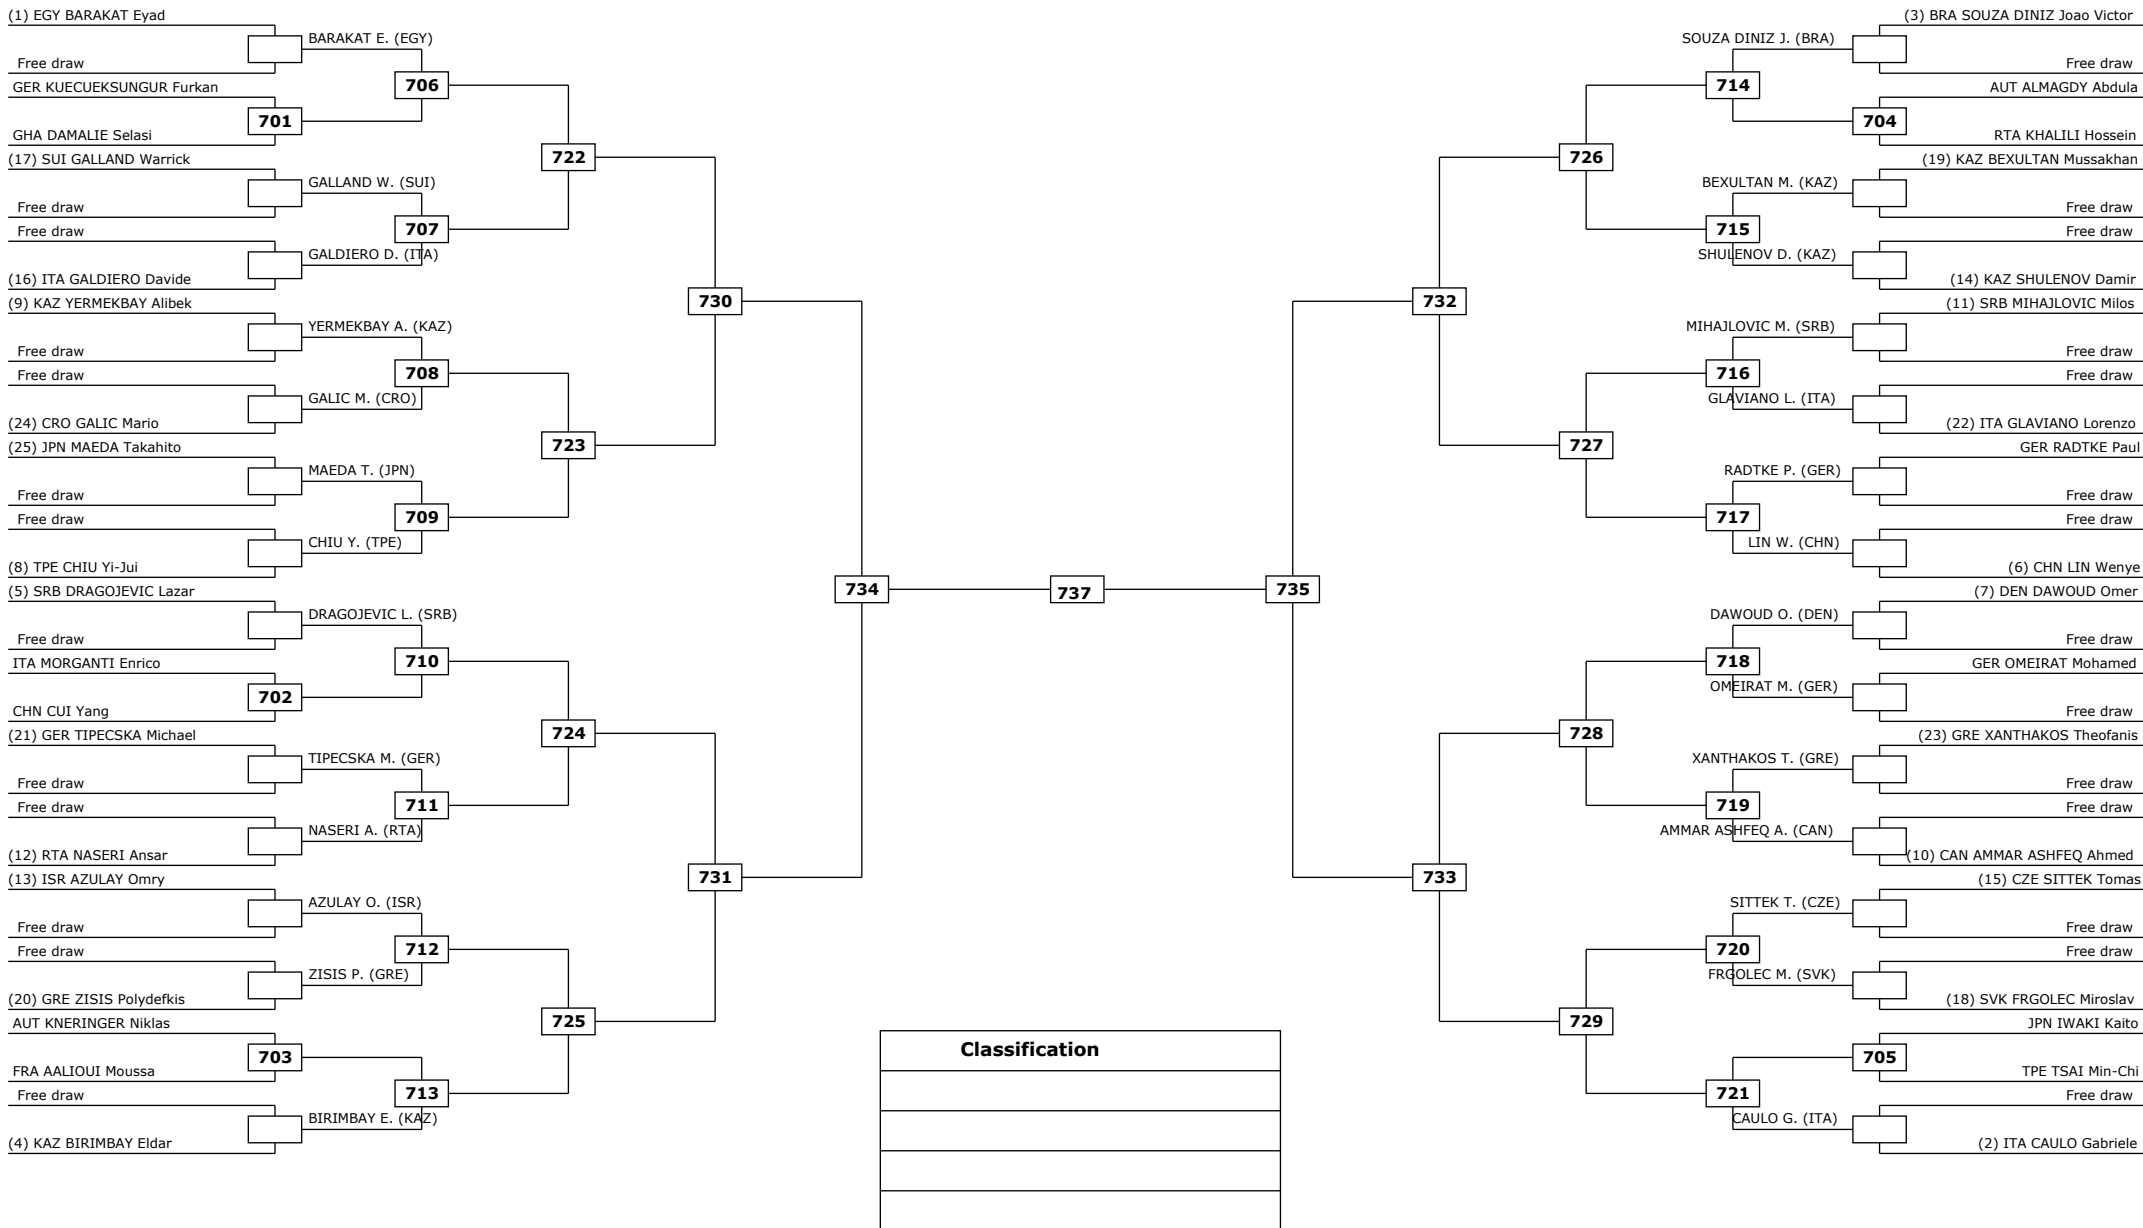 (1) EGY BARAKAT Eyad
BARAKAT E. (EGY)
Free draw
706
GER KUECUEKSUNGUR Furkan
701
GHA DAMALIE Selasi
722
(17) SUI GALLAND Warrick
GALLAND W. (SUI)
Free draw
707
Free draw
GALDIERO D. (ITA)
(16) ITA GALDIERO Davide
730
(9) KAZ YERMEKBAY Alibek
YERMEKBAY A. (KAZ)
Free draw
708
Free draw
GALIC M. (CRO)
(24) CRO GALIC Mario
723
(25) JPN MAEDA Takahito
MAEDA T. (JPN)
Free draw
709
Free draw
CHIU Y. (TPE)
(8) TPE CHIU Yi-Jui
734
(5) SRB DRAGOJEVIC Lazar
DRAGOJEVIC L. (SRB)
Free draw
710
ITA MORGANTI Enrico
702
CHN CUI Yang
724
(21) GER TIPECSKA Michael
TIPECSKA M. (GER)
Free draw
711
Free draw
NASERI A. (RTA)
(12) RTA NASERI Ansar
731
(13) ISR AZULAY Omry
AZULAY O. (ISR)
Free draw
712
Free draw
ZISIS P. (GRE)
(20) GRE ZISIS Polydefkis
725
AUT KNERINGER Niklas
703
FRA AALIOUI Moussa
713
Free draw
BIRIMBAY E. (KAZ)
(4) KAZ BIRIMBAY Eldar
737
(3) BRA SOUZA DINIZ Joao Victor
SOUZA DINIZ J. (BRA)
Free draw
714
AUT ALMAGDY Abdula
704
RTA KHALILI Hossein
726
(19) KAZ BEXULTAN Mussakhan
BEXULTAN M. (KAZ)
Free draw
715
Free draw
SHULENOV D. (KAZ)
(14) KAZ SHULENOV Damir
732
(11) SRB MIHAJLOVIC Milos
MIHAJLOVIC M. (SRB)
Free draw
716
Free draw
GLAVIANO L. (ITA)
(22) ITA GLAVIANO Lorenzo
727
GER RADTKE Paul
RADTKE P. (GER)
Free draw
717
Free draw
LIN W. (CHN)
(6) CHN LIN Wenye
735
(7) DEN DAWOUD Omer
DAWOUD O. (DEN)
Free draw
718
GER OMEIRAT Mohamed
OMEIRAT M. (GER)
Free draw
728
(23) GRE XANTHAKOS Theofanis
XANTHAKOS T. (GRE)
Free draw
719
Free draw
AMMAR ASHFEQ A. (CAN)
(10) CAN AMMAR ASHFEQ Ahmed
733
(15) CZE SITTEK Tomas
SITTEK T. (CZE)
Free draw
720
Free draw
FRGOLEC M. (SVK)
(18) SVK FRGOLEC Miroslav
729
JPN IWAKI Kaito
705
TPE TSAI Min-Chi
721
Free draw
CAULO G. (ITA)
(2) ITA CAULO Gabriele
Classification